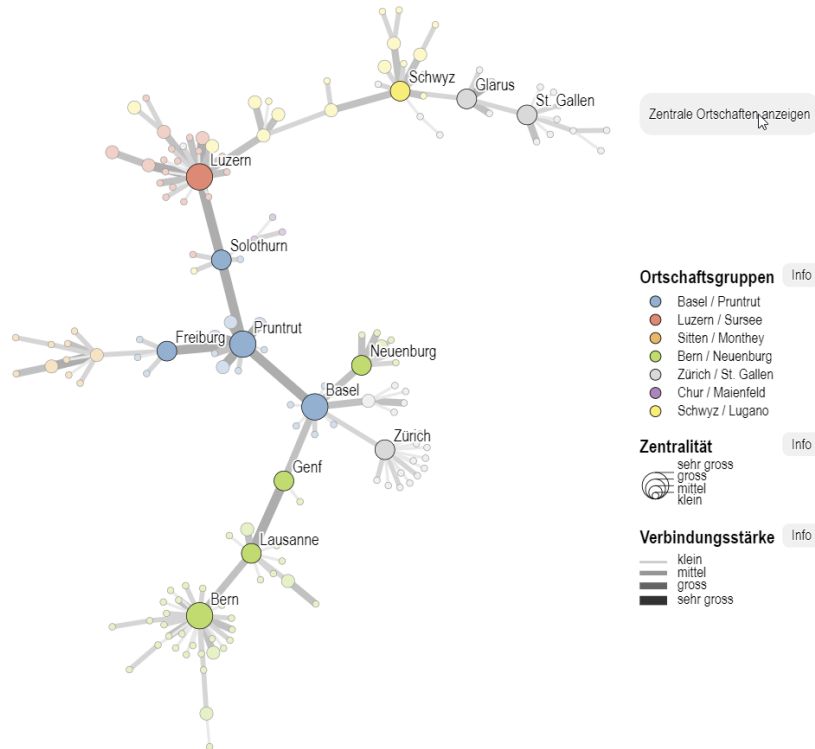 Schwyz
Glarus
St. Gallen
Zentrale Ortschaften anzeigen
Luzern
Solothurn
Freiburg
Pruntrut
Neuenburg
Basel
Zürich
Genf
Lausanne
Bern
Ortschaftsgruppen
Info
Basel / Pruntrut
Luzern / Sursee
Sitten / Monthey
Bern / Neuenburg
Zürich / St. Gallen
Chur / Maienfeld
Schwyz / Lugano
Zentralität
Info
sehr gross
gross
mittel
klein
Verbindungsstärke
Info
klein
mittel
gross
sehr gross